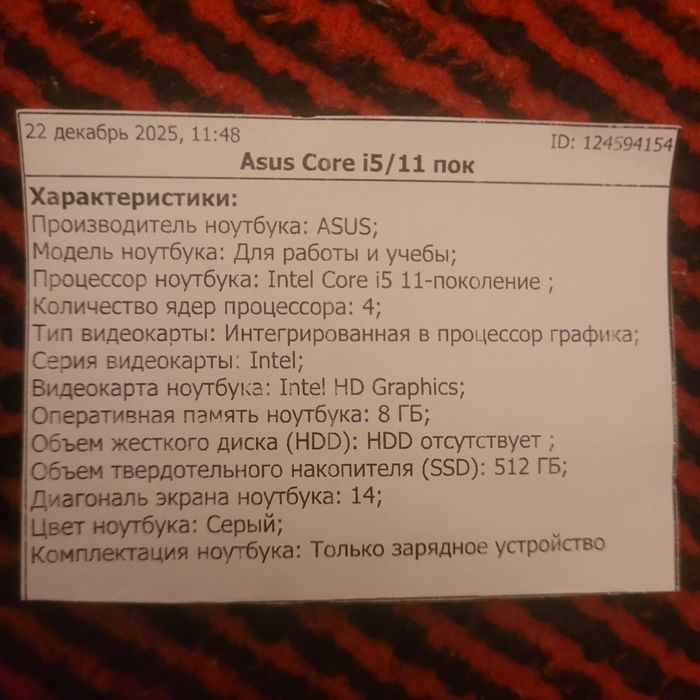 22 декабрь 2025, 11:48
ID: 124594154
Asus Core i5/11 пок
Характеристики:
Производитель ноутбука: ASUS;
Модель ноутбука: Для работы и учебы;
Процессор ноутбука: Intel Core i5 11-поколение ;
Количество ядер процессора: 4;
Тип видеокарты: Интегрированная в процессор графика;
Серия видеокарты: Intel;
Видеокарта ноутбука: Intel HD Graphics;
Оперативная память ноутбука: 8 ГБ;
Объем жесткого диска (HDD): HDD отсутствует ;
Объем твердотельного накопителя (SSD): 512 ГБ;
Диагональ экрана ноутбука: 14;
Цвет ноутбука: Серый;
Комплектация ноутбука: Только зарядное устройство